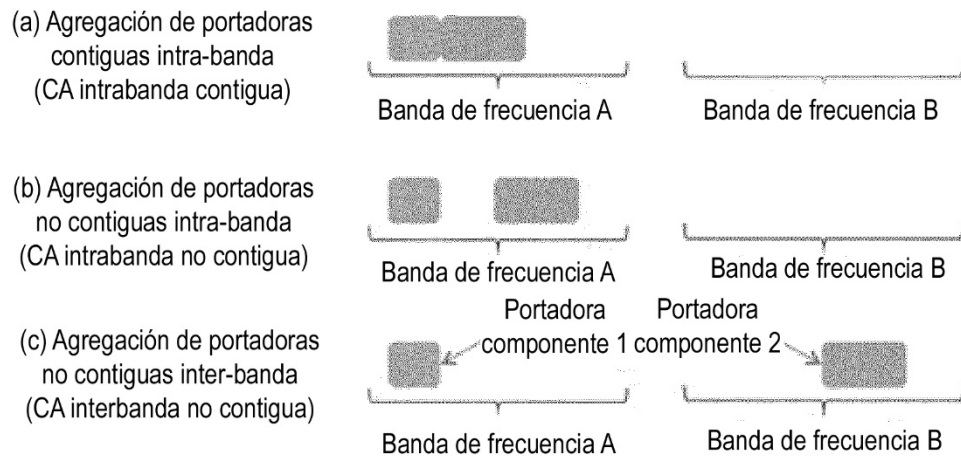 (a) Agregación de portadoras
contiguas intra-banda
(CA intrabanda contigua)
Banda de frecuencia A
Banda de frecuencia B
(b) Agregación de portadoras
no contiguas intra-banda
(CA intrabanda no contigua)
Banda de frecuencia A
Banda de frecuencia B
(c) Agregación de portadoras
no contiguas inter-banda
(CA interbanda no contigua)
Portadora
componente 1
Portadora
componente 2
Banda de frecuencia A
Banda de frecuencia B